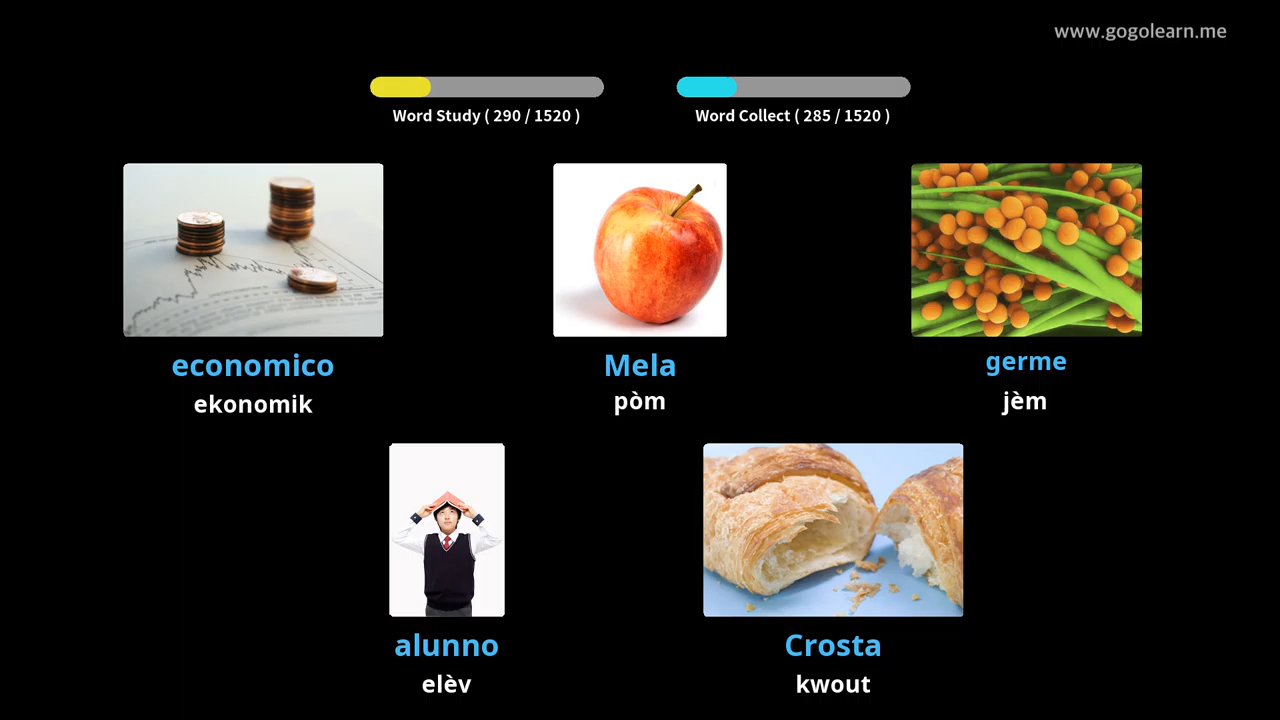 www.gogolearn.me
Word Study ( 290 / 1520 )
Word Collect ( 285 / 1520 )
economico
ekonomik
Mela
pòm
germe
jèm
alunno
elèv
Crosta
kwout